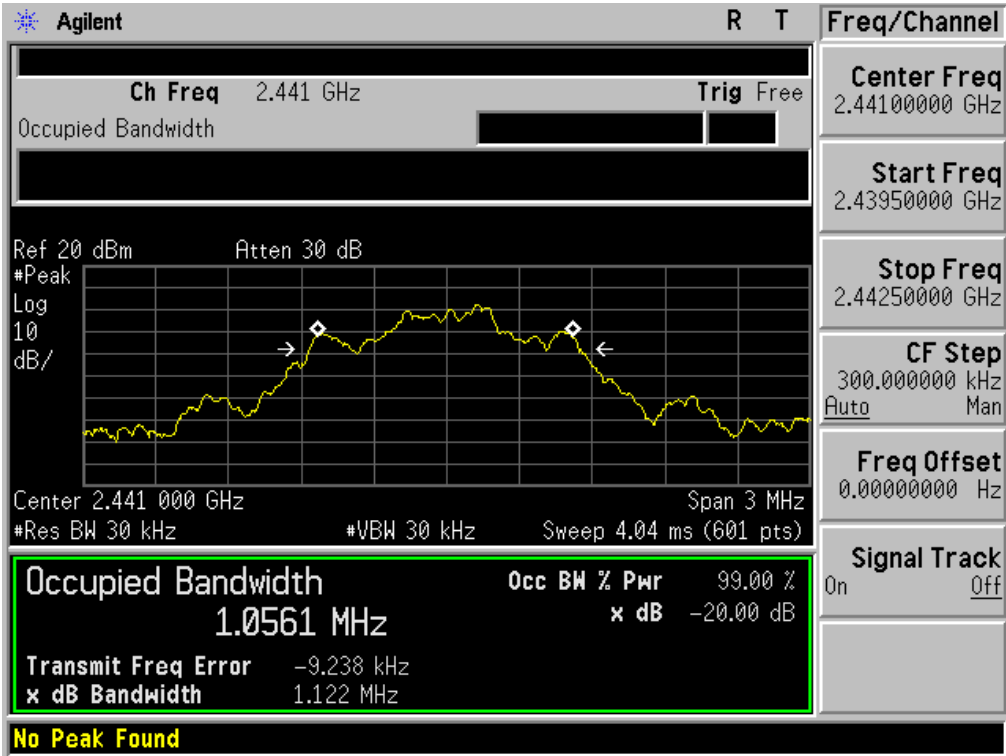 Agilent R T Freq/Channel
Ch Freq 2.441 GHz Trig Free
Occupied Bandwidth
Center Freq
2.44100000 GHz
Start Freq
2.43950000 GHz
Stop Freq
2.44250000 GHz
CF Step
300.000000 kHz
Auto Man
Freq Offset
0.00000000 Hz
Signal Track
On Off
Ref 20 dBm Atten 30 dB
#Peak
Log
10
dB/
Center 2.441 000 GHz Span 3 MHz
#Res BW 30 kHz #VBW 30 kHz Sweep 4.04 ms (601 pts)
Occupied Bandwidth
1.0561 MHz
Occ BW % Pwr 99.00 %
x dB -20.00 dB
Transmit Freq Error -9.238 kHz
x dB Bandwidth 1.122 MHz
No Peak Found